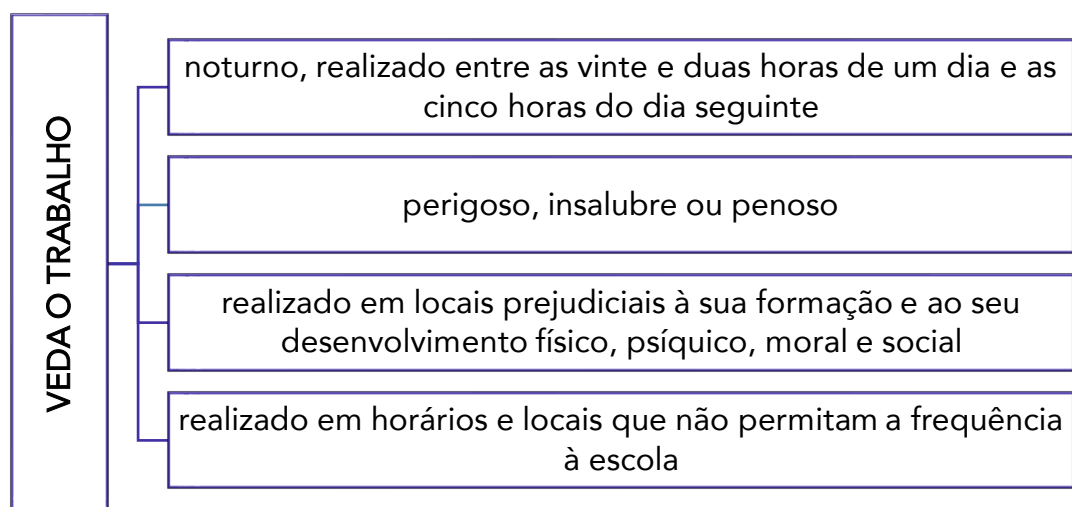 VEDA O TRABALHO
noturno, realizado entre as vinte e duas horas de um dia e as
cinco horas do dia seguinte
perigoso, insalubre ou penoso
realizado em locais prejudiciais à sua formação e ao seu
desenvolvimento físico, psíquico, moral e social
realizado em horários e locais que não permitam a frequência
à escola